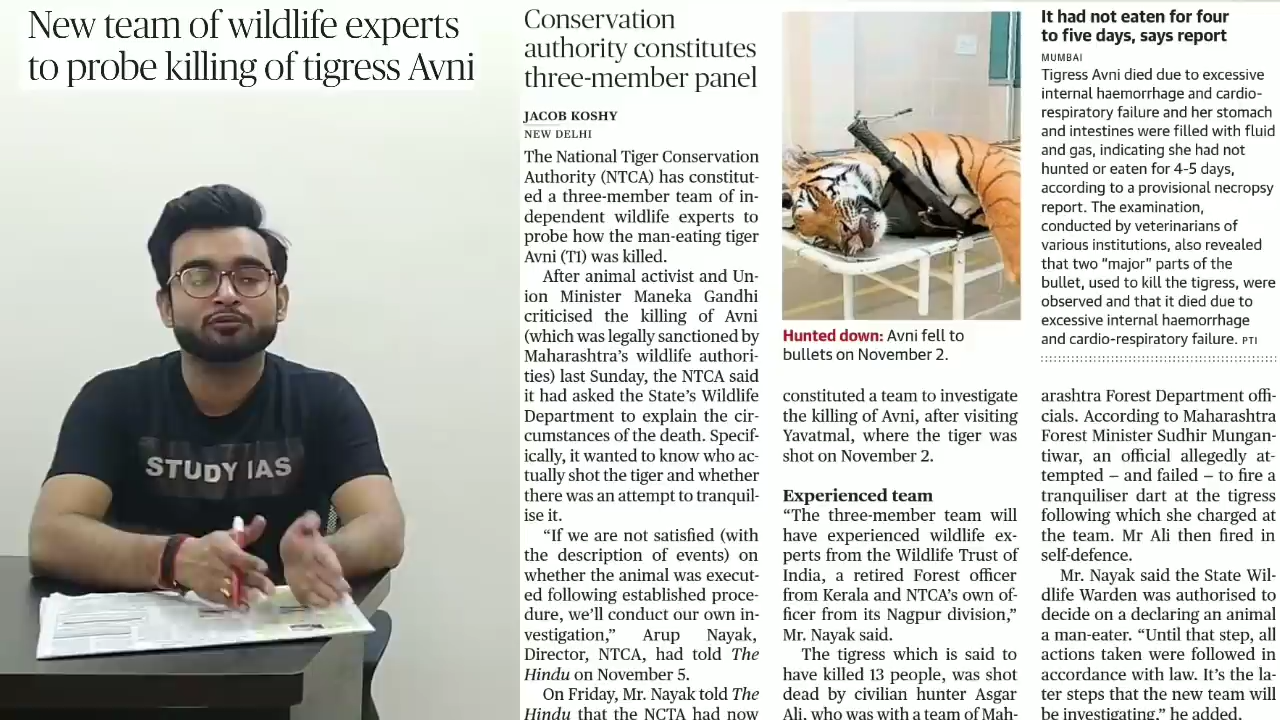 New team of wildlife experts
to probe killing of tigress Avni
STUDY IAS
Conservation
authority constitutes
three-member panel
JACOB KOSHY
NEW DELHI
The National Tiger Conservation
Authority (NTCA) has constitut-
ed a three-member team of in-
dependent wildlife experts to
probe how the man-eating tiger
Avni (T1) was killed.
After animal activist and Un-
ion Minister Maneka Gandhi
criticised the killing of Avni
(which was legally sanctioned by
Maharashtra's wildlife authori-
ties) last Sunday, the NTCA said
it had asked the State's Wildlife
Department to explain the cir-
cumstances of the death. Specif-
ically, it wanted to know who ac-
tually shot the tiger and whether
there was an attempt to tranquil-
ise it.
"If we are not satisfied (with
the description of events) on
whether the animal was execut-
ed following established proce-
dure, we'll conduct our own in-
vestigation," Arup Nayak,
Director, NTCA, had told The
Hindu on November 5.
On Friday, Mr. Nayak told The
Hindu that the NCTA had now
Hunted down: Avni fell to
bullets on November 2.
constituted a team to investigate
the killing of Avni, after visiting
Yavatmal, where the tiger was
shot on November 2.
Experienced team
"The three-member team will
have experienced wildlife ex-
perts from the Wildlife Trust of
India, a retired Forest officer
from Kerala and NTCA's own of-
ficer from its Nagpur division,"
Mr. Nayak said.
The tigress which is said to
have killed 13 people, was shot
dead by civilian hunter Asgar
Ali, who was with a team of Mah-
It had not eaten for four
to five days, says report
MUMBAI
Tigress Avni died due to excessive
internal haemorrhage and cardio-
respiratory failure and her stomach
and intestines were filled with fluid
and gas, indicating she had not
hunted or eaten for 4-5 days,
according to a provisional necropsy
report. The examination,
conducted by veterinarians of
various institutions, also revealed
that two "major" parts of the
bullet, used to kill the tigress, were
observed and that it died due to
excessive internal haemorrhage
and cardio-respiratory failure. PTI
arashtra Forest Department offi-
cials. According to Maharashtra
Forest Minister Sudhir Mungan-
tiwar, an official allegedly at-
tempted – and failed – to fire a
tranquiliser dart at the tigress
following which she charged at
the team. Mr Ali then fired in
self-defence.
Mr. Nayak said the State Wil-
dlife Warden was authorised to
decide on a declaring an animal
a man-eater. "Until that step, all
actions taken were followed in
accordance with law. It's the la-
ter steps that the new team will
be investigating," he added.